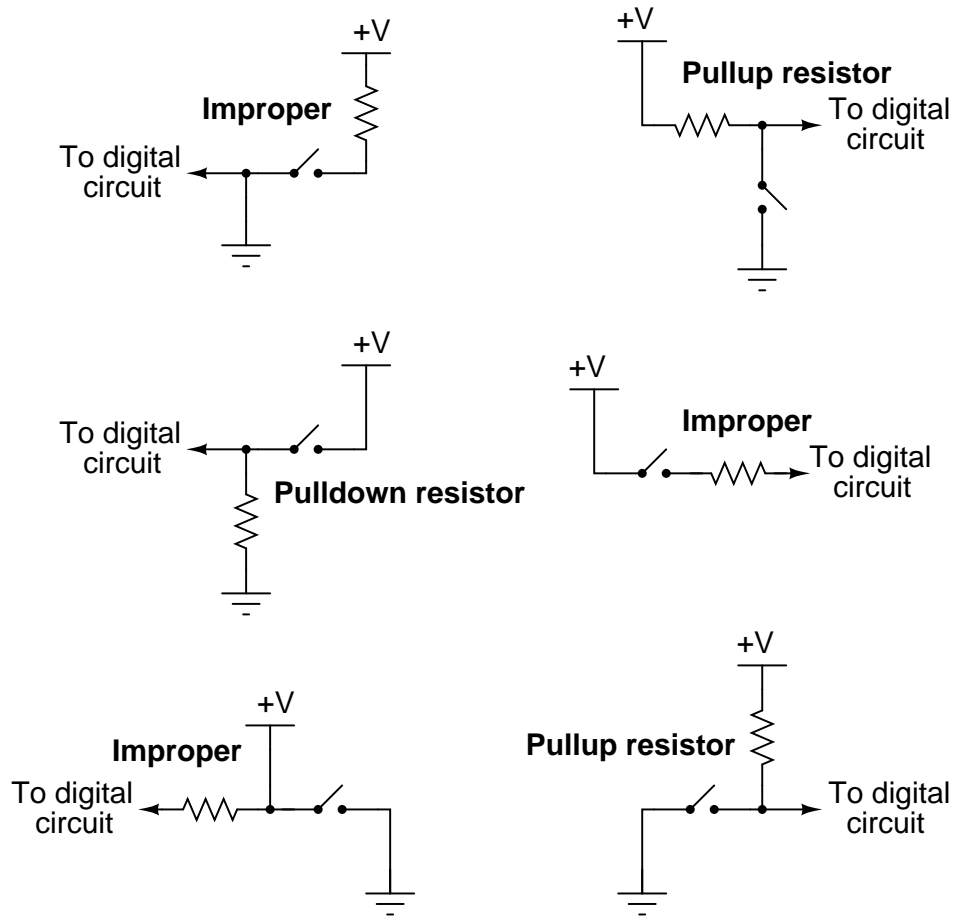 +V
Improper
To digital
circuit
+V
Pullup resistor
To digital
circuit
+V
To digital
circuit
Pulldown resistor
+V
Improper
To digital
circuit
+V
Improper
To digital
circuit
+V
Pullup resistor
To digital
circuit